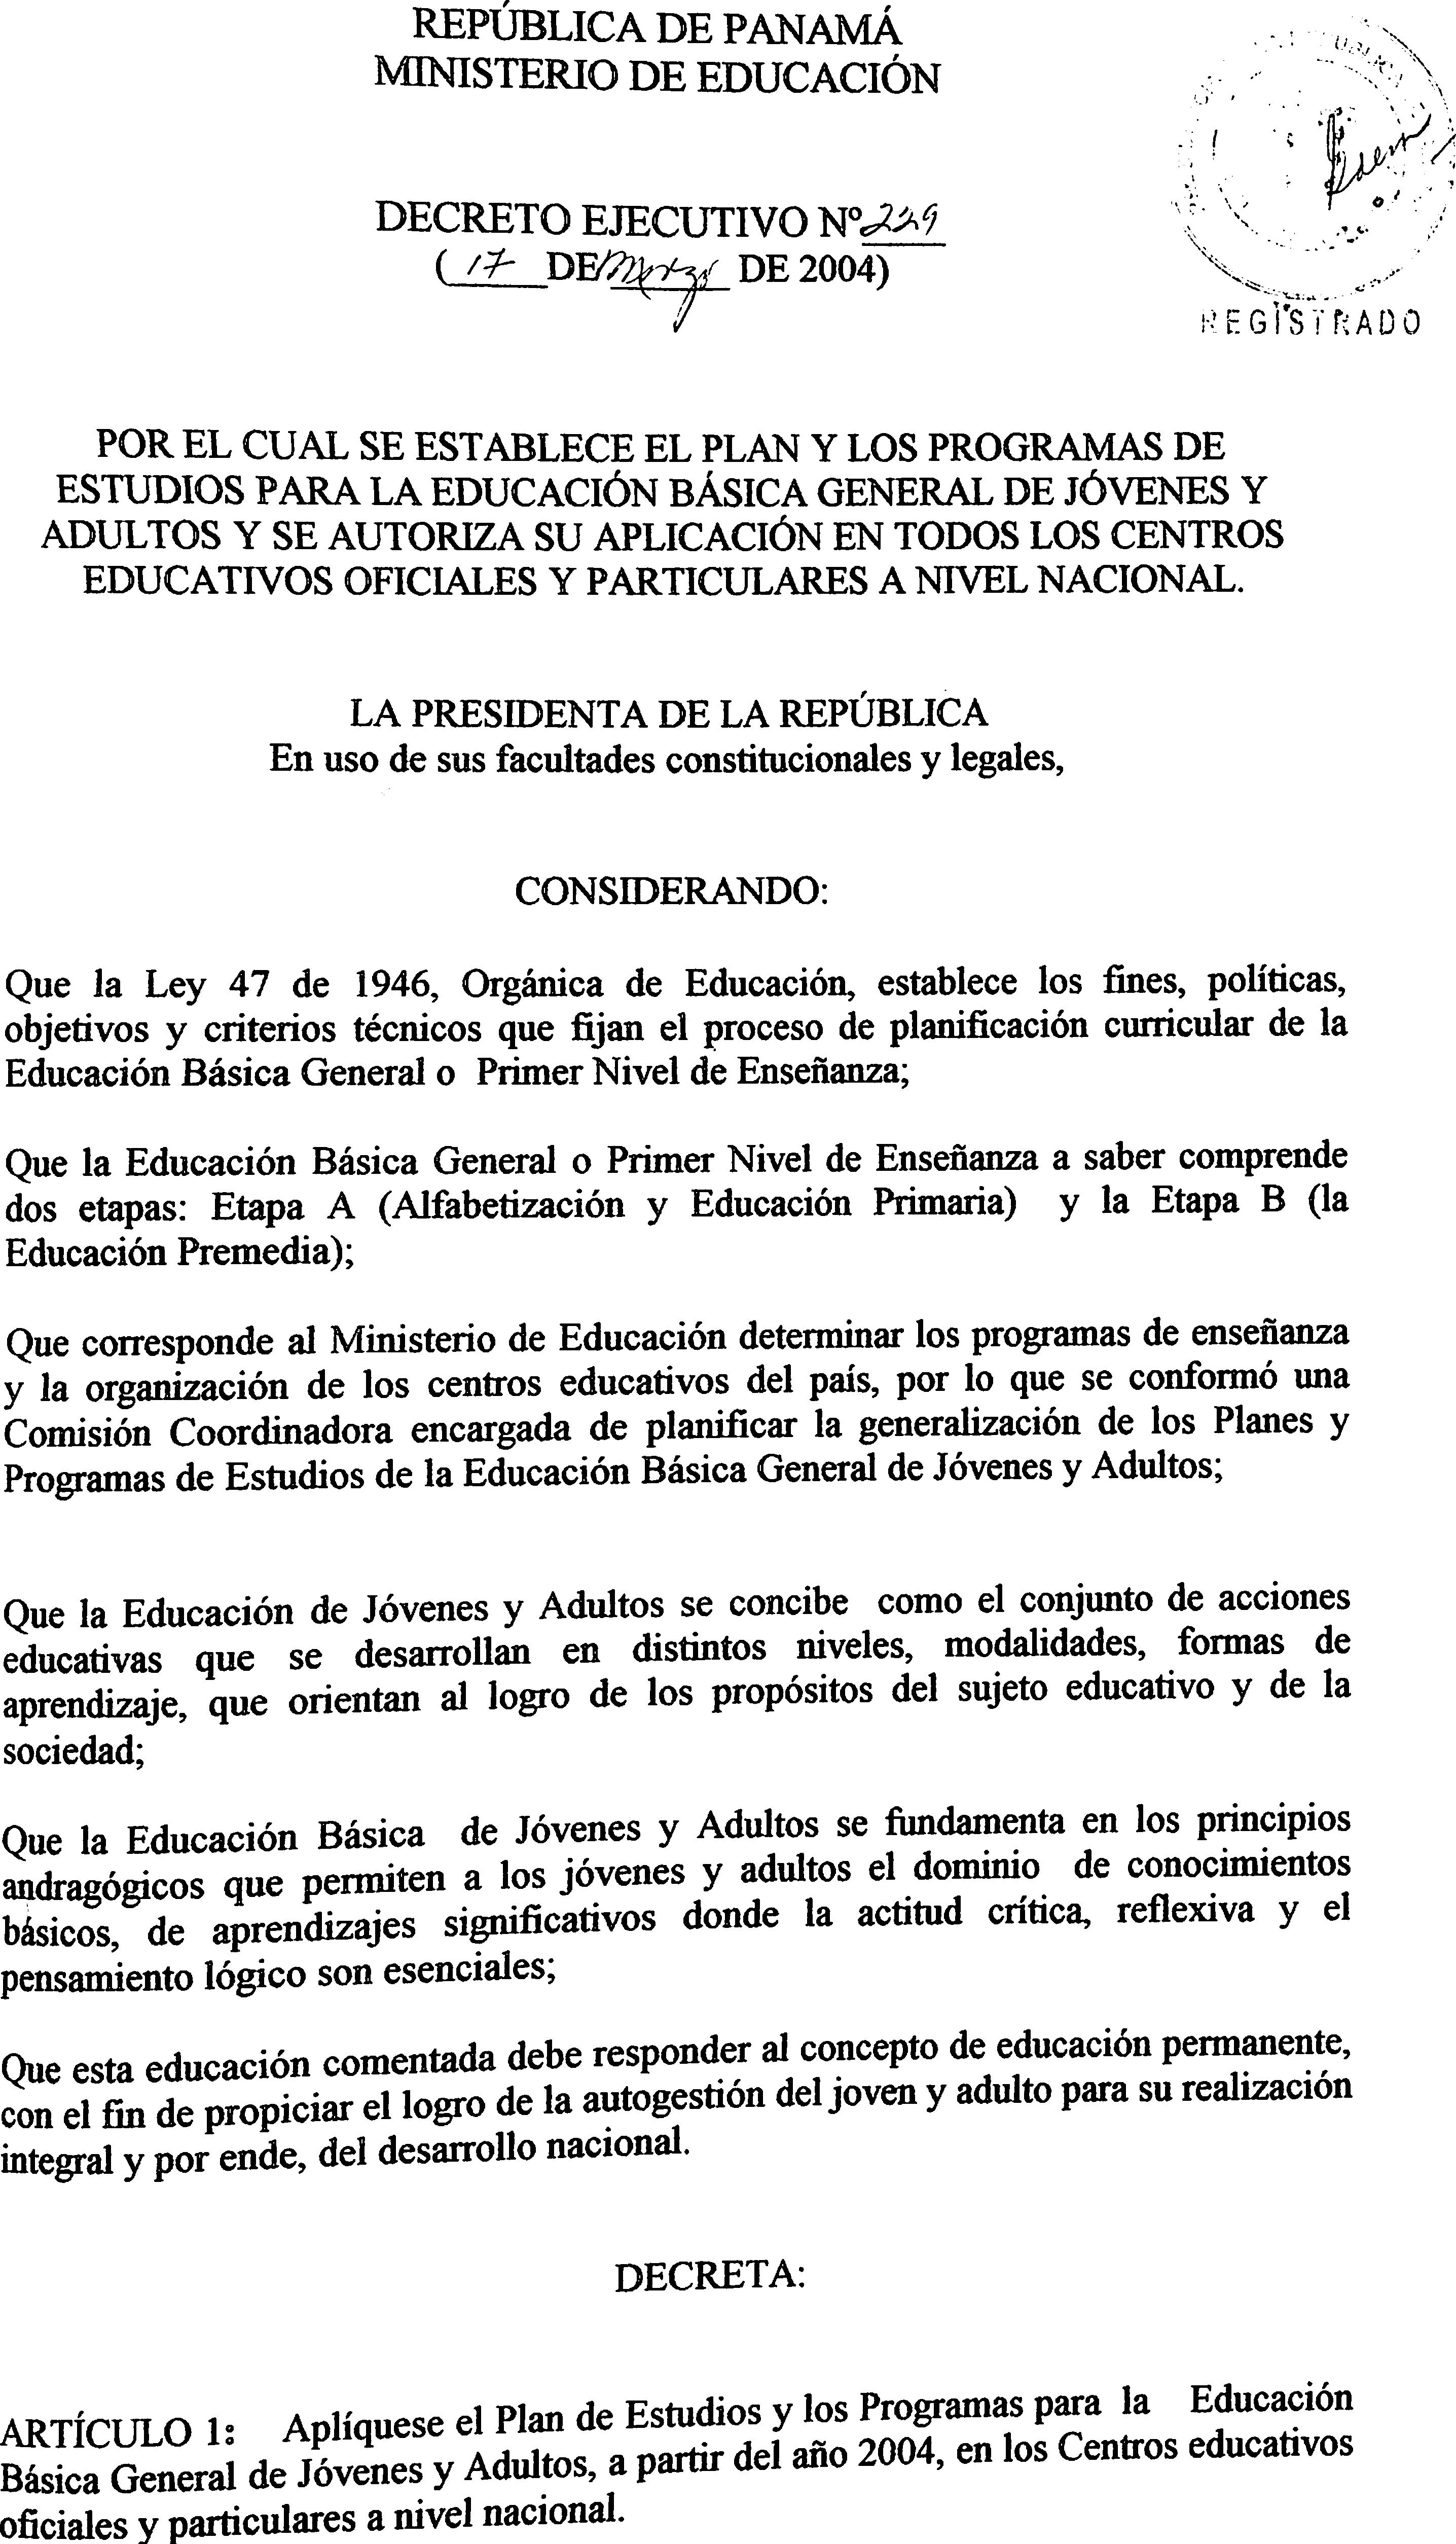 REPÚBLICA DE PANAMÁ
MINISTERIO DE EDUCACIÓN
DECRETO EJECUTIVO Nº 229
( 17 DE Marzo DE 2004)
REGISTRADO
POR EL CUAL SE ESTABLECE EL PLAN Y LOS PROGRAMAS DE
ESTUDIOS PARA LA EDUCACIÓN BÁSICA GENERAL DE JÓVENES Y
ADULTOS Y SE AUTORIZA SU APLICACIÓN EN TODOS LOS CENTROS
EDUCATIVOS OFICIALES Y PARTICULARES A NIVEL NACIONAL.
LA PRESIDENTA DE LA REPÚBLICA
En uso de sus facultades constitucionales y legales,
CONSIDERANDO:
Que la Ley 47 de 1946, Orgánica de Educación, establece los fines, políticas,
objetivos y criterios técnicos que fijan el proceso de planificación curricular de la
Educación Básica General o Primer Nivel de Enseñanza;
Que la Educación Básica General o Primer Nivel de Enseñanza a saber comprende
dos etapas: Etapa A (Alfabetización y Educación Primaria) y la Etapa B (la
Educación Premedia);
Que corresponde al Ministerio de Educación determinar los programas de enseñanza
y la organización de los centros educativos del país, por lo que se conformó una
Comisión Coordinadora encargada de planificar la generalización de los Planes y
Programas de Estudios de la Educación Básica General de Jóvenes y Adultos;
Que la Educación de Jóvenes y Adultos se concibe como el conjunto de acciones
educativas que se desarrollan en distintos niveles, modalidades, formas de
aprendizaje, que orientan al logro de los propósitos del sujeto educativo y de la
sociedad;
Que la Educación Básica de Jóvenes y Adultos se fundamenta en los principios
andragógicos que permiten a los jóvenes y adultos el dominio de conocimientos
básicos, de aprendizajes significativos donde la actitud crítica, reflexiva y el
pensamiento lógico son esenciales;
Que esta educación comentada debe responder al concepto de educación permanente,
con el fin de propiciar el logro de la autogestión del joven y adulto para su realización
integral y por ende, del desarrollo nacional.
DECRETA:
ARTÍCULO 1: Aplíquese el Plan de Estudios y los Programas para la Educación
Básica General de Jóvenes y Adultos, a partir del año 2004, en los Centros educativos
oficiales y particulares a nivel nacional.